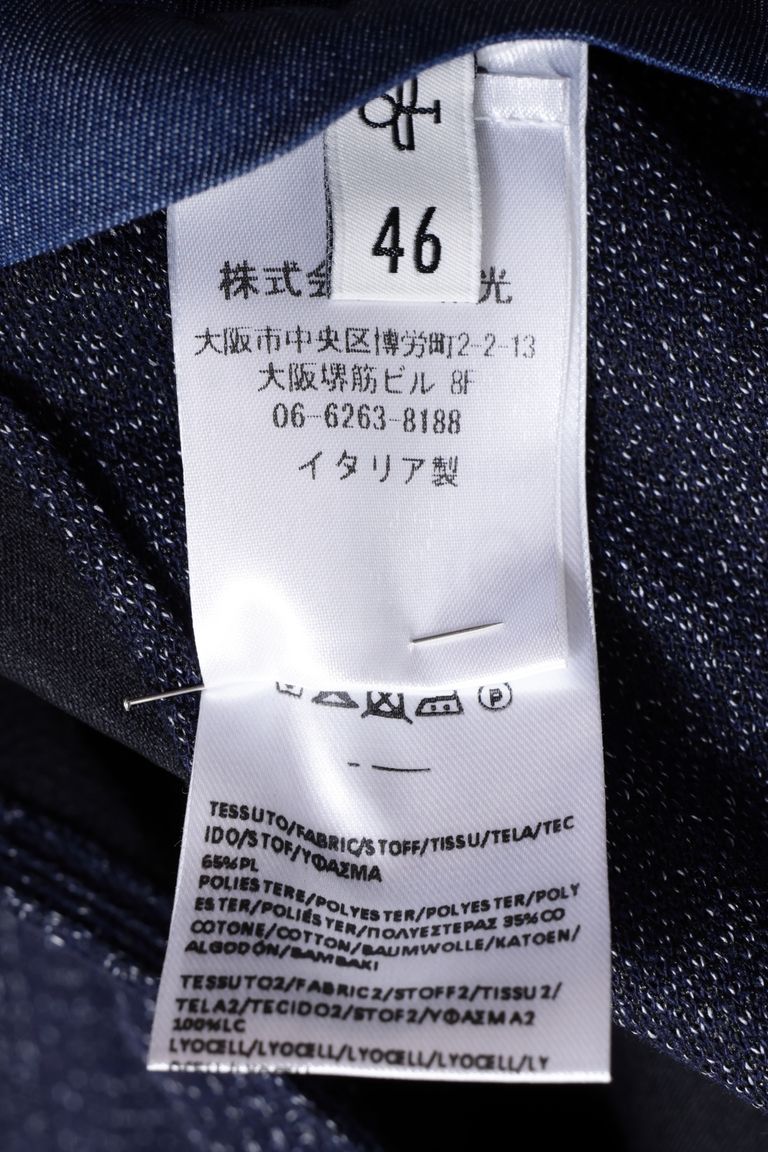 46
株式会 光
大阪市中央区博労町2-2-13
大阪堺筋ビル 8F
06-6263-8188
イタリア製
P
TESSUTO/FABRIC/STOFF/TISSU/TELA/TEC
IDO/STOF/ΥΦΑΣΜΑ
65%PL
POLIESTERE/POLYESTER/POLYESTER/POLY
ESTER/POLIÉSTER/ΠΟΛΥΕΣΤΕΡΑΣ 35%CO
COTONE/COTTON/BAUMWOLLE/KATOEN/
ALGODÓN/BAMBAKI
TESSUTO2/FABRIC2/STOFF2/TISSU2/
TELA2/TECIDO2/STOF2/ΥΦΑΣΜΑ2
100%LC
LYOCELL/LYOCELL/LYOCELL/LYOCELL/LY